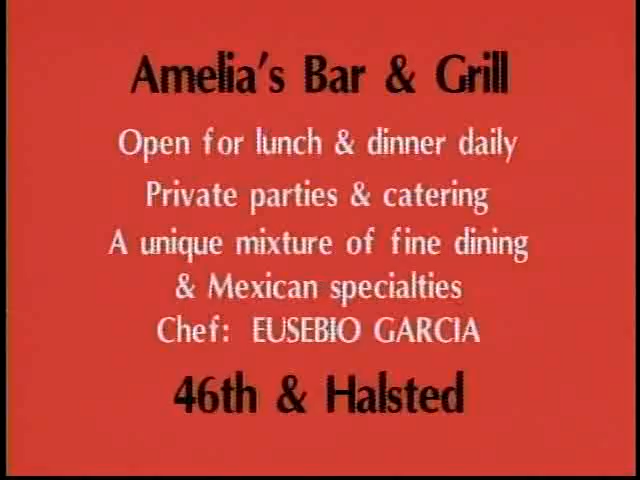 Amelia's Bar & Grill
Open for lunch & dinner daily
Private parties & catering
A unique mixture of fine dining
& Mexican specialties
Chef: EUSEBIO GARCIA
46th & Halsted